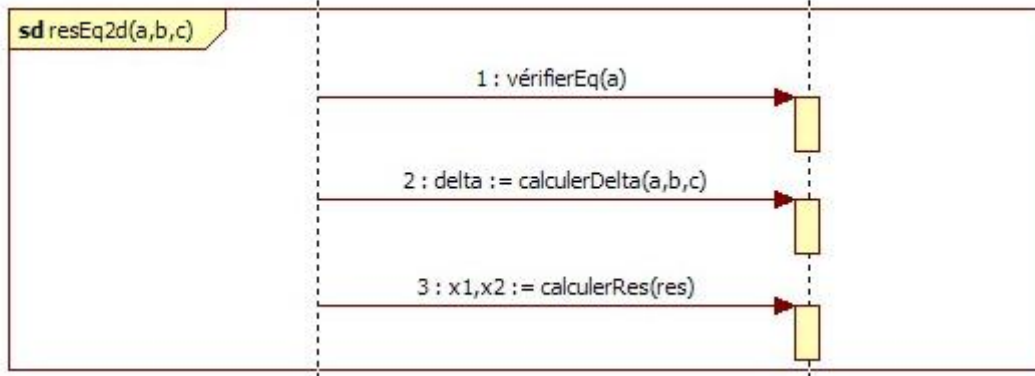 sd resEq2d(a,b,c)
1 : vérifierEq(a)
2 : delta := calculerDelta(a,b,c)
3 : x1,x2 := calculerRes(res)